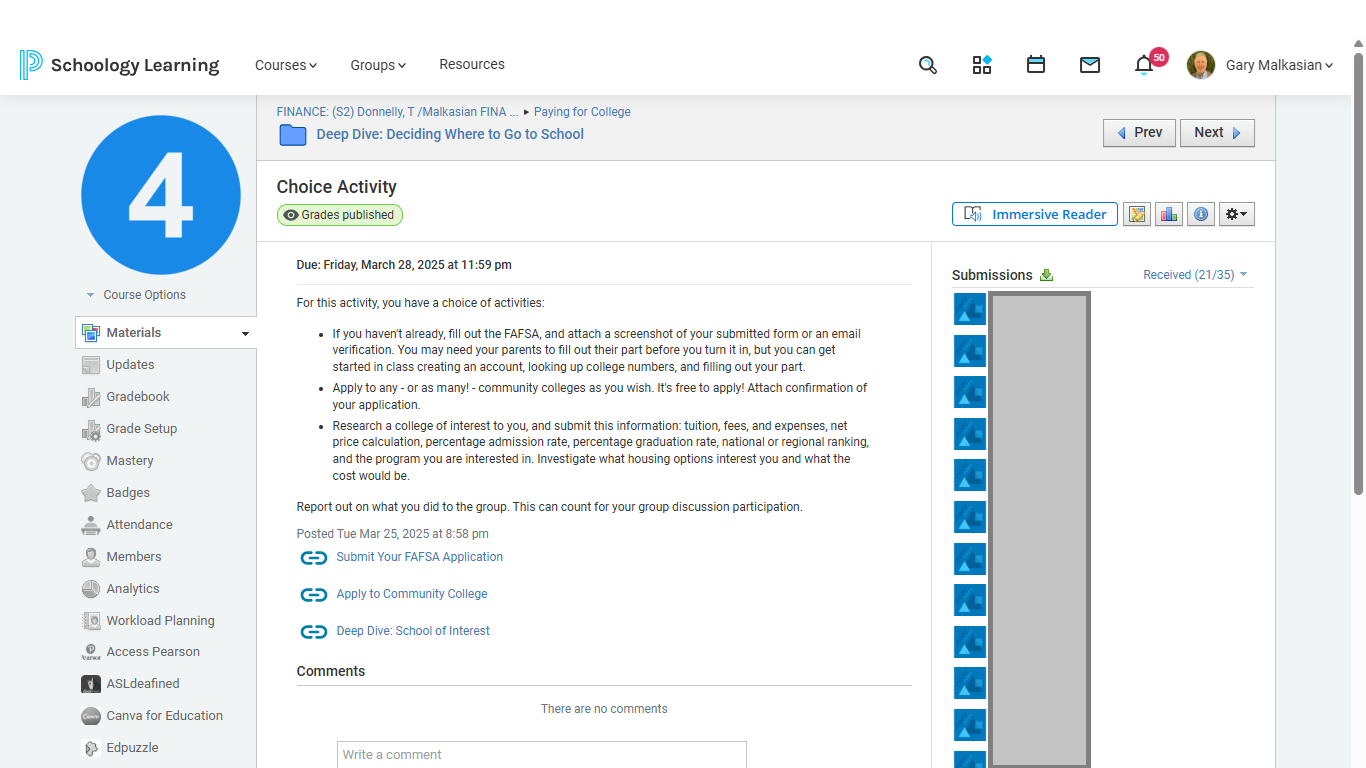 Schoology Learning
Courses
Groups
Resources
50
Gary Malkasian
FINANCE: (S2) Donnelly, T /Malkasian FINA ... ▸ Paying for College
Deep Dive: Deciding Where to Go to School
Prev
Next
4
Course Options
Materials
Updates
Gradebook
Grade Setup
Mastery
Badges
Attendance
Members
Analytics
Workload Planning
Access Pearson
ASLdeafined
Canva for Education
Edpuzzle
Choice Activity
Grades published
Immersive Reader
Due: Friday, March 28, 2025 at 11:59 pm
For this activity, you have a choice of activities:
• If you haven't already, fill out the FAFSA, and attach a screenshot of your submitted form or an email
verification. You may need your parents to fill out their part before you turn it in, but you can get
started in class creating an account, looking up college numbers, and filling out your part.
• Apply to any - or as many! - community colleges as you wish. It's free to apply! Attach confirmation of
your application.
• Research a college of interest to you, and submit this information: tuition, fees, and expenses, net
price calculation, percentage admission rate, percentage graduation rate, national or regional ranking,
and the program you are interested in. Investigate what housing options interest you and what the
cost would be.
Report out on what you did to the group. This can count for your group discussion participation.
Posted Tue Mar 25, 2025 at 8:58 pm
Submit Your FAFSA Application
Apply to Community College
Deep Dive: School of Interest
Comments
There are no comments
Write a comment
Submissions
Received (21/35)